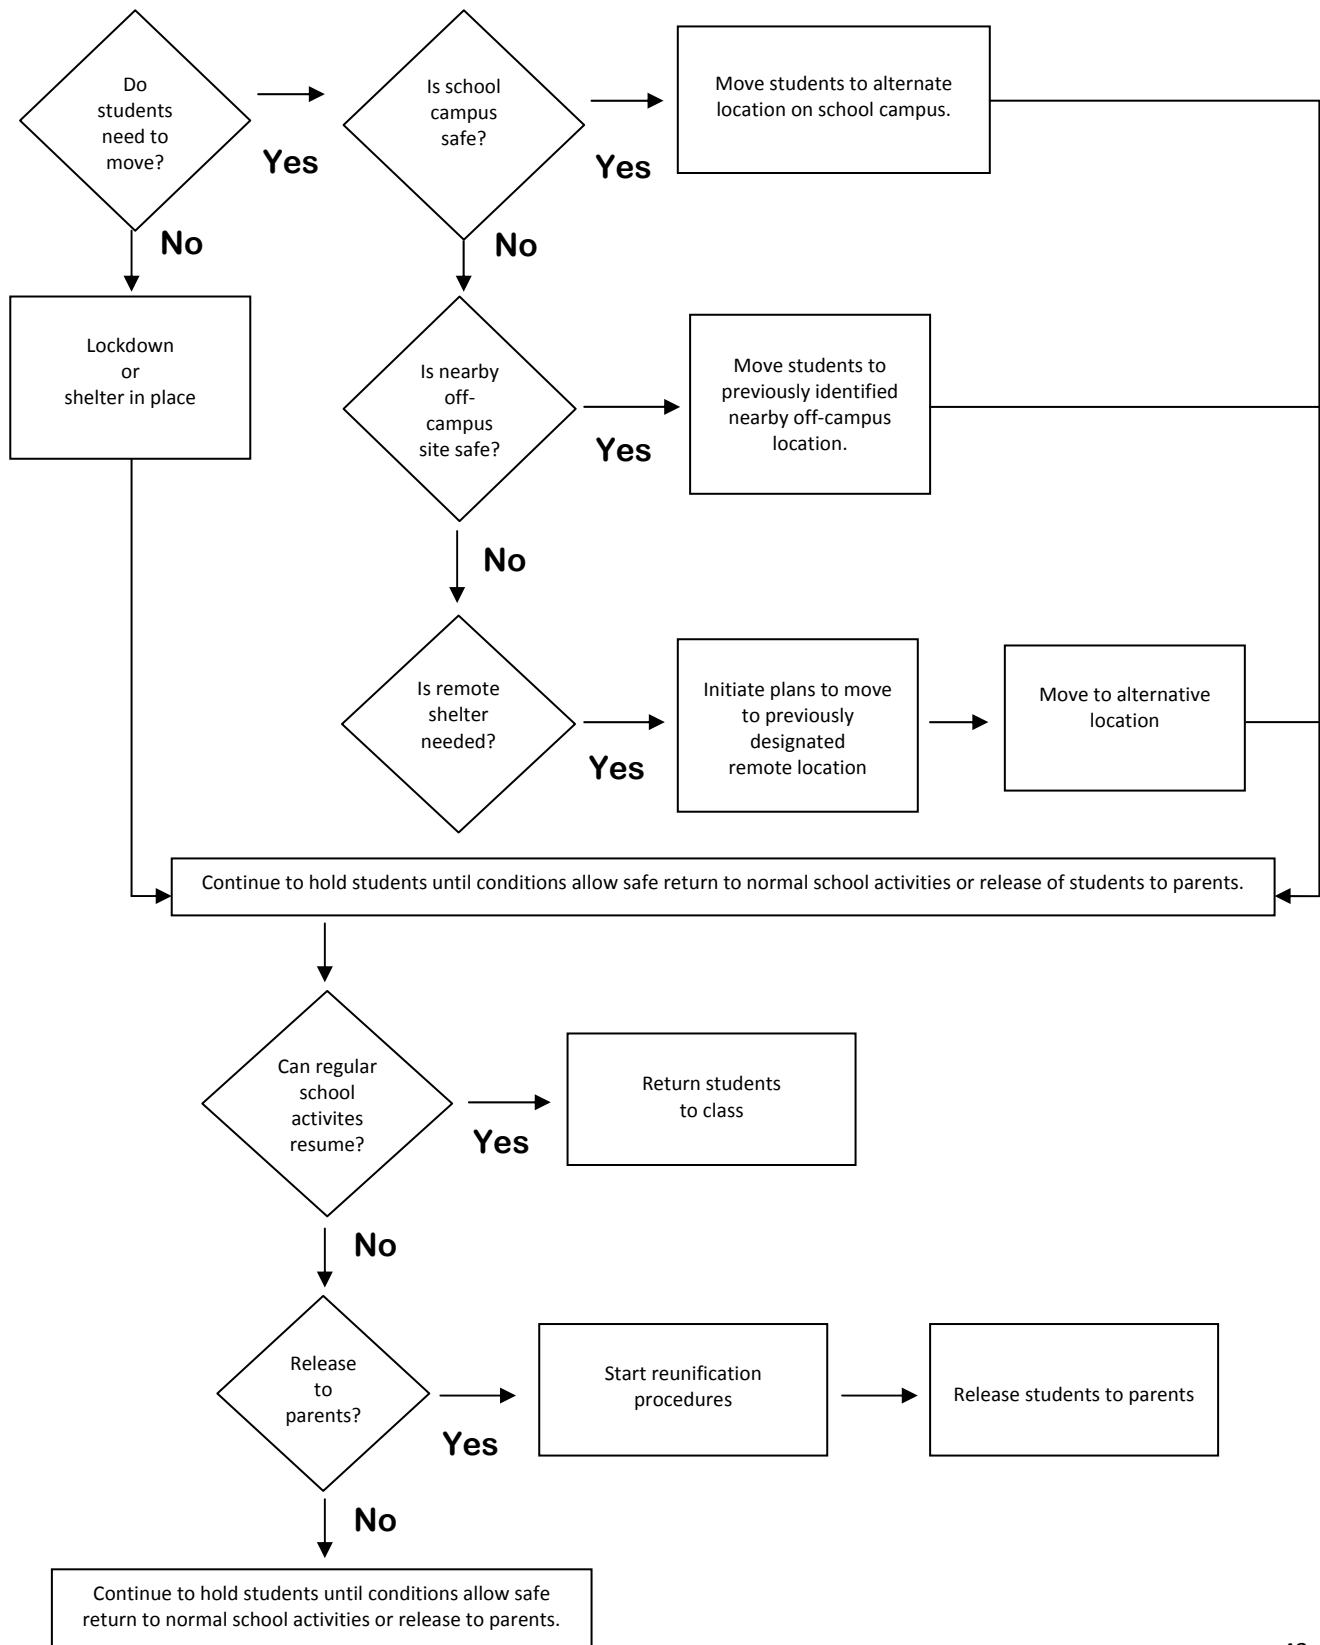 Do
students
need to
move?
Yes
Is school
campus
safe?
Yes
Move students to alternate
location on school campus.
No
No
Lockdown
or
shelter in place
Is nearby
off-
campus
site safe?
Yes
Move students to
previously identified
nearby off-campus
location.
No
Is remote
shelter
needed?
Yes
Initiate plans to move
to previously
designated
remote location
Move to alternative
location
Continue to hold students until conditions allow safe return to normal school activities or release of students to parents.
Can regular
school
activites
resume?
Yes
Return students
to class
No
Release
to
parents?
Yes
Start reunification
procedures
Release students to parents
No
Continue to hold students until conditions allow safe
return to normal school activities or release to parents.